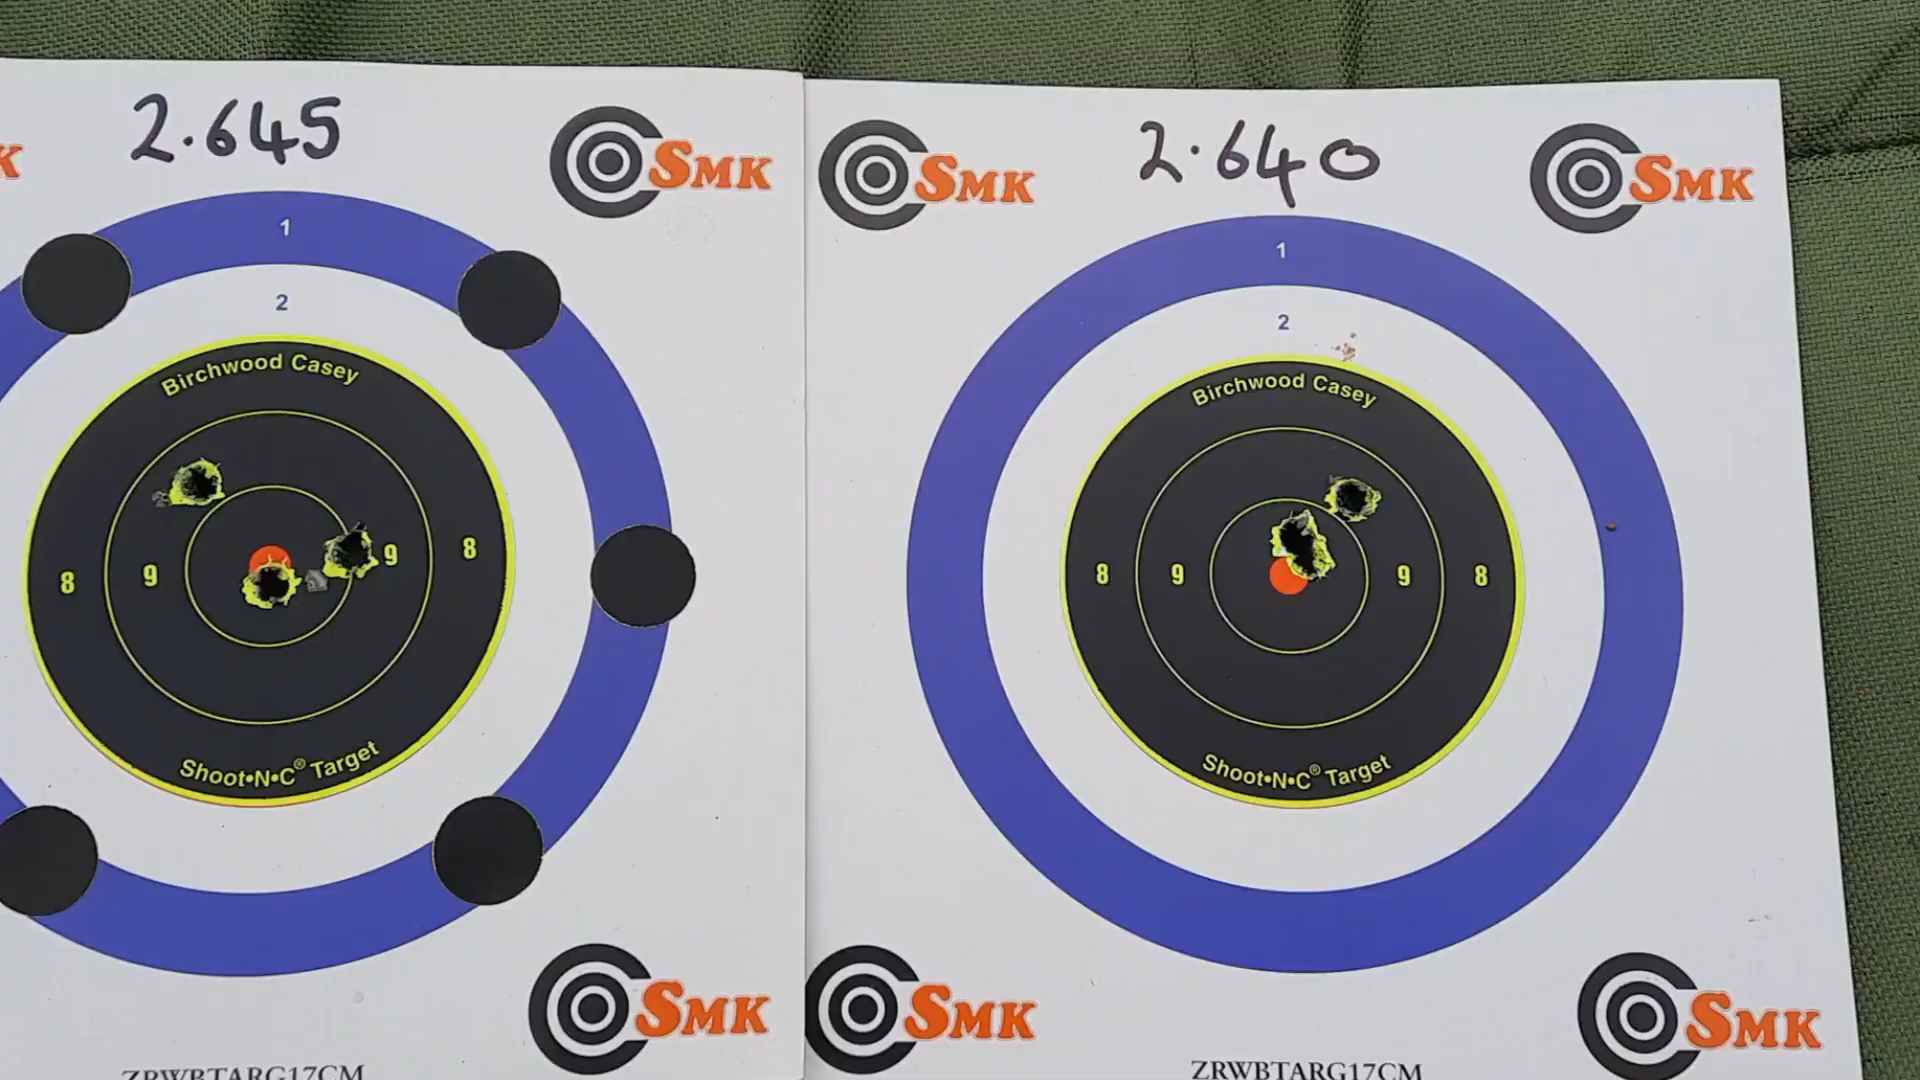 2.645
K
SMK
1
2
Birchwood Casey
8
9
9
8
Shoot•N•C® Target
SMK
ZRWBTARG17CM
2.640
SMK
SMK
1
2
Birchwood Casey
8
9
9
8
Shoot•N•C® Target
SMK
SMK
ZRWBTARG17CM